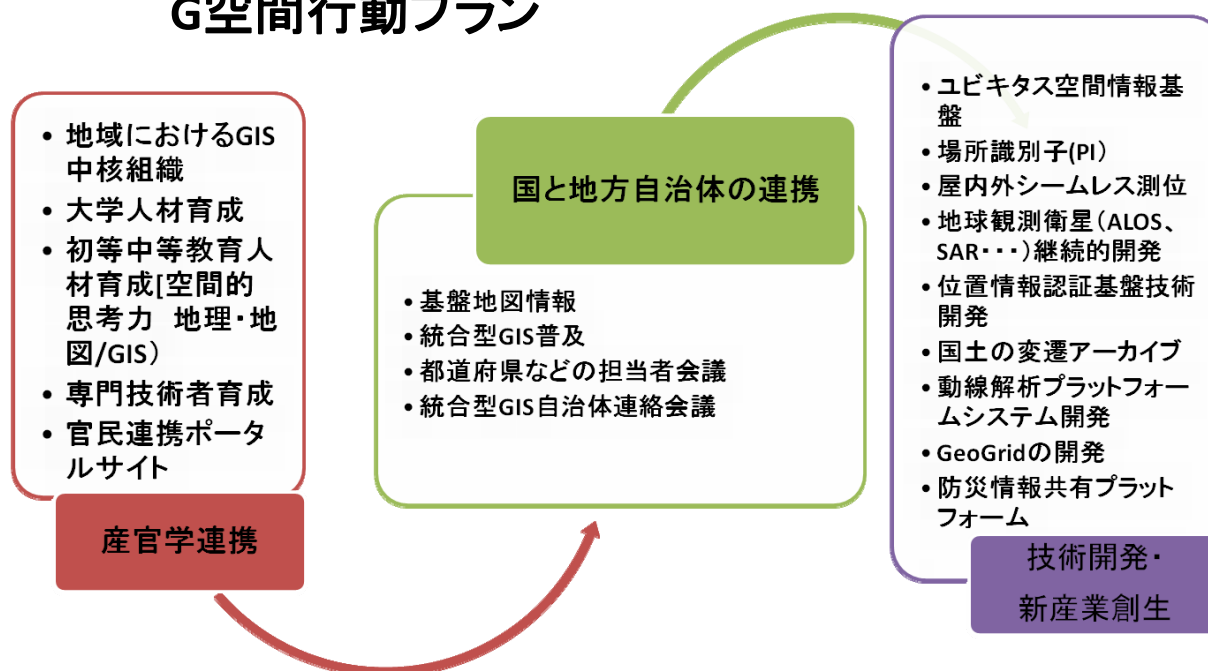 G空間行動プラン
• 地域におけるGIS
中核組織
• 大学人材育成
• 初等中等教育人
材育成[空間的
思考力　地理・地
図/GIS）
• 専門技術者育成
• 官民連携ポータ
ルサイト
産官学連携
国と地方自治体の連携
• 基盤地図情報
• 統合型GIS普及
• 都道府県などの担当者会議
• 統合型GIS自治体連絡会議
• ユビキタス空間情報基
盤
• 場所識別子(PI）
• 屋内外シームレス測位
• 地球観測衛星（ALOS、
SAR・・・）継続的開発
• 位置情報認証基盤技術
開発
• 国土の変遷アーカイブ
• 動線解析プラットフォー
ムシステム開発
• GeoGridの開発
• 防災情報共有プラット
フォーム
技術開発・
新産業創生